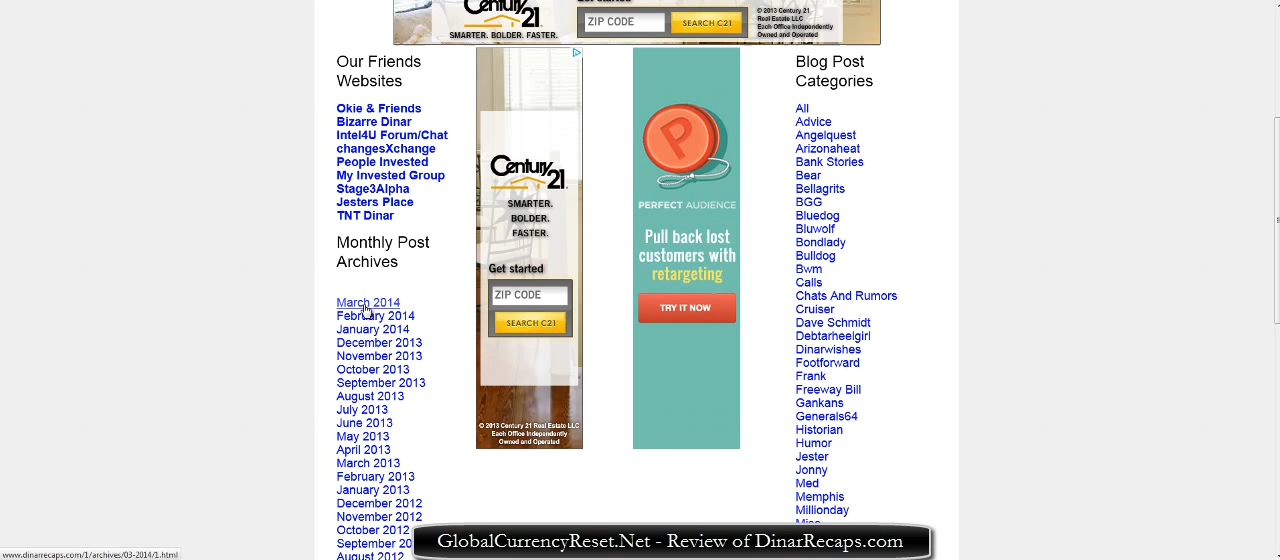 Century 21
SMARTER. BOLDER. FASTER.
ZIP CODE
SEARCH C21
© 2013 Century 21
Real Estate LLC
Each Office Independently
Owned and Operated
Our Friends
Websites
Okie & Friends
Bizarre Dinar
Intel4U Forum/Chat
changesXchange
People Invested
My Invested Group
Stage3Alpha
Jesters Place
TNT Dinar
Monthly Post
Archives
March 2014
February 2014
January 2014
December 2013
November 2013
October 2013
September 2013
August 2013
July 2013
June 2013
May 2013
April 2013
March 2013
February 2013
January 2013
December 2012
November 2012
October 2012
Septembe
August 2012
Century 21
SMARTER.
BOLDER.
FASTER.
Get started
ZIP CODE
SEARCH C21
© 2013 Century 21 Real Estate LLC
Each Office Independently
Owned and Operated
P
PERFECT AUDIENCE
Pull back lost
customers with
retargeting
TRY IT NOW
Blog Post
Categories
All
Advice
Angelquest
Arizonaheat
Bank Stories
Bear
Bellagrits
BGG
Bluedog
Bluwolf
Bondlady
Bulldog
Bwm
Calls
Chats And Rumors
Cruiser
Dave Schmidt
Debtarheelgirl
Dinarwishes
Footforward
Frank
Freeway Bill
Gankans
Generals64
Historian
Humor
Jester
Jonny
Med
Memphis
Millionday
GlobalCurrencyReset.Net - Review of DinarRecaps.com
www.dinarrecaps.com/1/archives/03-2014/1.html